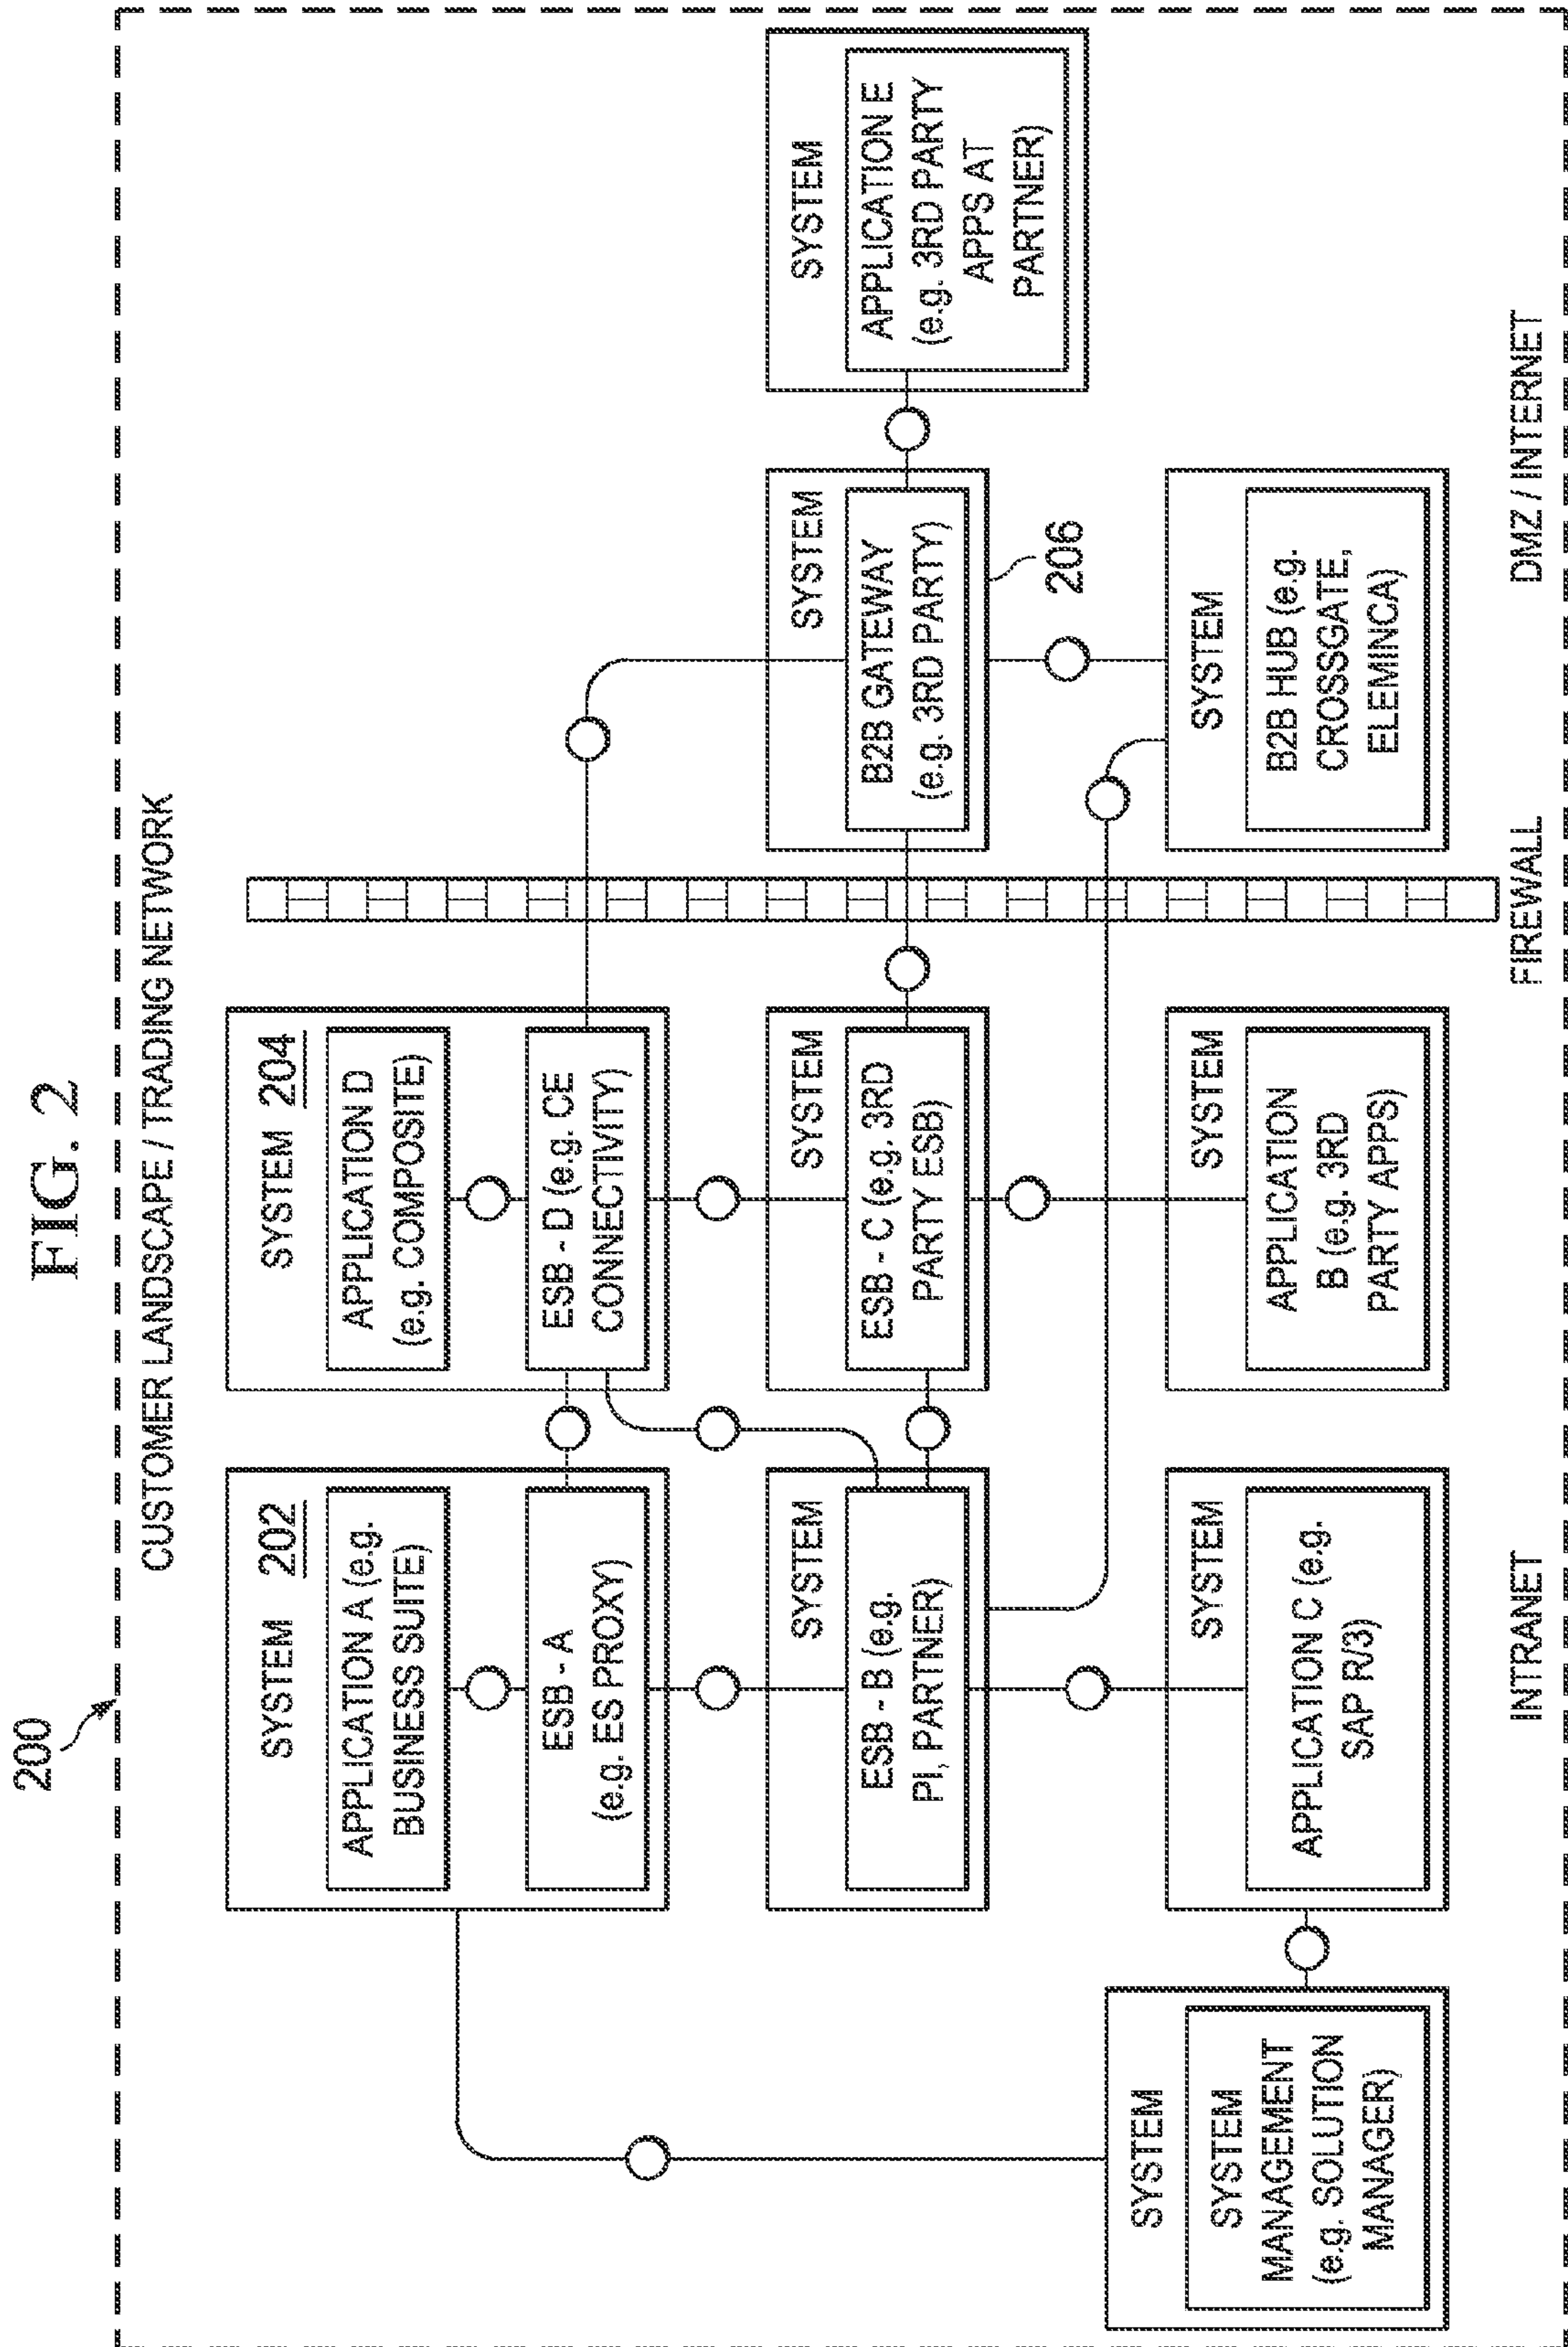 FIG. 2
200
CUSTOMER LANDSCAPE / TRADING NETWORK
SYSTEM 202
APPLICATION A (e.g.
BUSINESS SUITE)
ESB - A
(e.g. ES PROXY)
SYSTEM 204
APPLICATION D
(e.g. COMPOSITE)
ESB - D (e.g. CE
CONNECTIVITY)
SYSTEM
ESB - B (e.g.
PI, PARTNER)
SYSTEM
ESB - C (e.g. 3RD
PARTY ESB)
SYSTEM
B2B GATEWAY
(e.g. 3RD PARTY)
206
SYSTEM
APPLICATION E
(e.g. 3RD PARTY
APPS AT
PARTNER)
SYSTEM
SYSTEM
MANAGEMENT
(e.g. SOLUTION
MANAGER)
SYSTEM
APPLICATION C (e.g.
SAP R/3)
SYSTEM
APPLICATION
B (e.g. 3RD
PARTY APPS)
SYSTEM
B2B HUB (e.g.
CROSSGATE,
ELEMINCA)
INTRANET
FIREWALL
DMZ / INTERNET